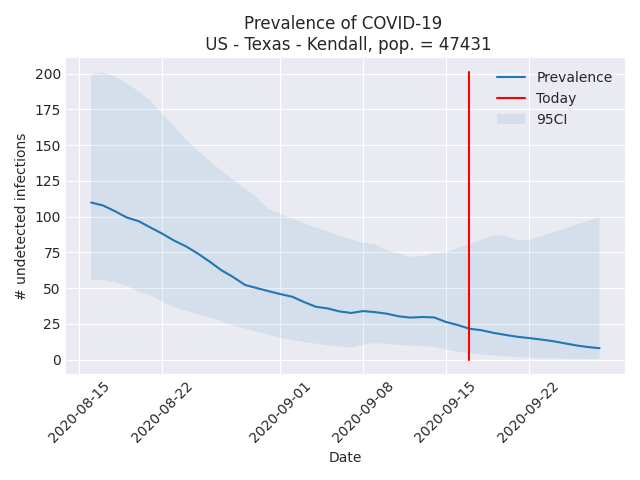 Prevalence of COVID-19
US - Texas - Kendall, pop. = 47431
# undetected infections
200
175
150
125
100
75
50
25
0
Prevalence
Today
95CI
2020-08-15
2020-08-22
2020-09-01
2020-09-08
2020-09-15
2020-09-22
Date